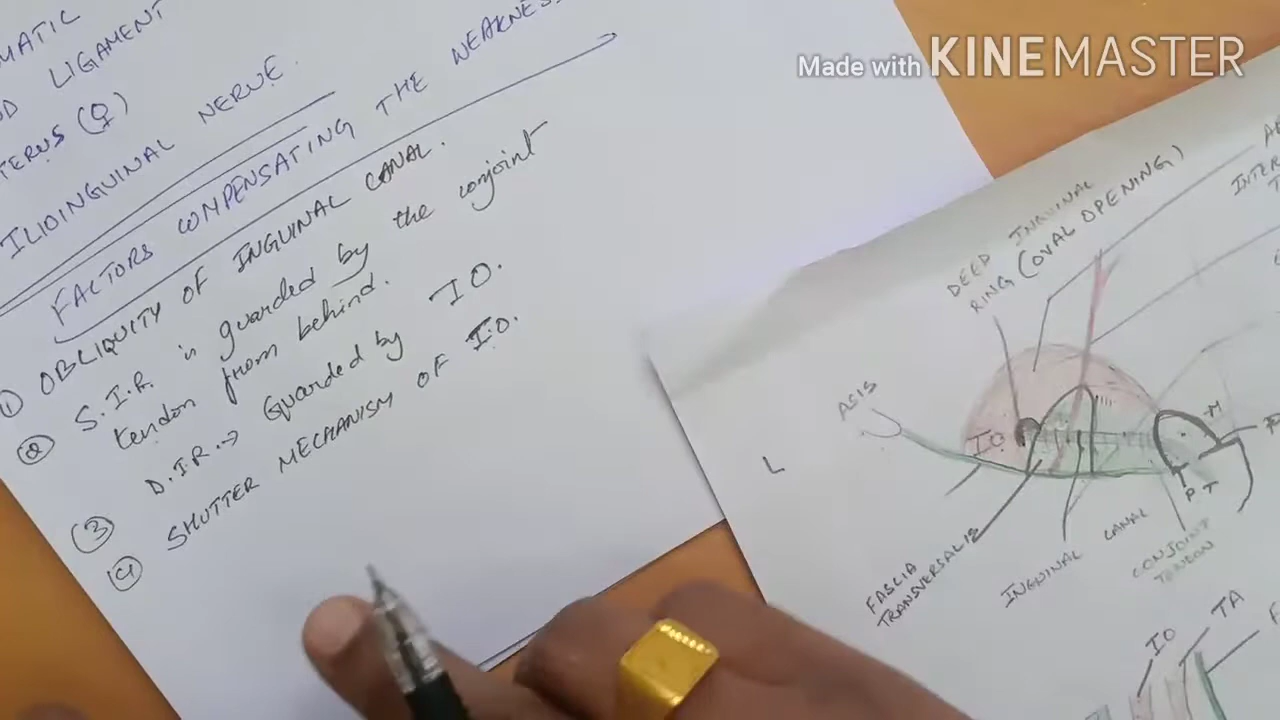 Made with KINEMASTER
MATIC
LIGAMENT
TERUS (♀)
ILIOINGUINAL NERVE.
FACTORS COMPENSATING THE WEAKNESS
① OBLIQUITY OF INGUINAL CANAL.
② S.I.R. is guarded by the conjoint
tendon from behind.
③ D.I.R. → Guarded by IO.
④ SHUTTER MECHANISM OF I.O.
DEEP INGUINAL
RING (OVAL OPENING)
ASIS
IO
M
L
P T
FASCIA
TRANSVERSALIS
INGUINAL CANAL
CONJOINT
TENDON
IO
TA